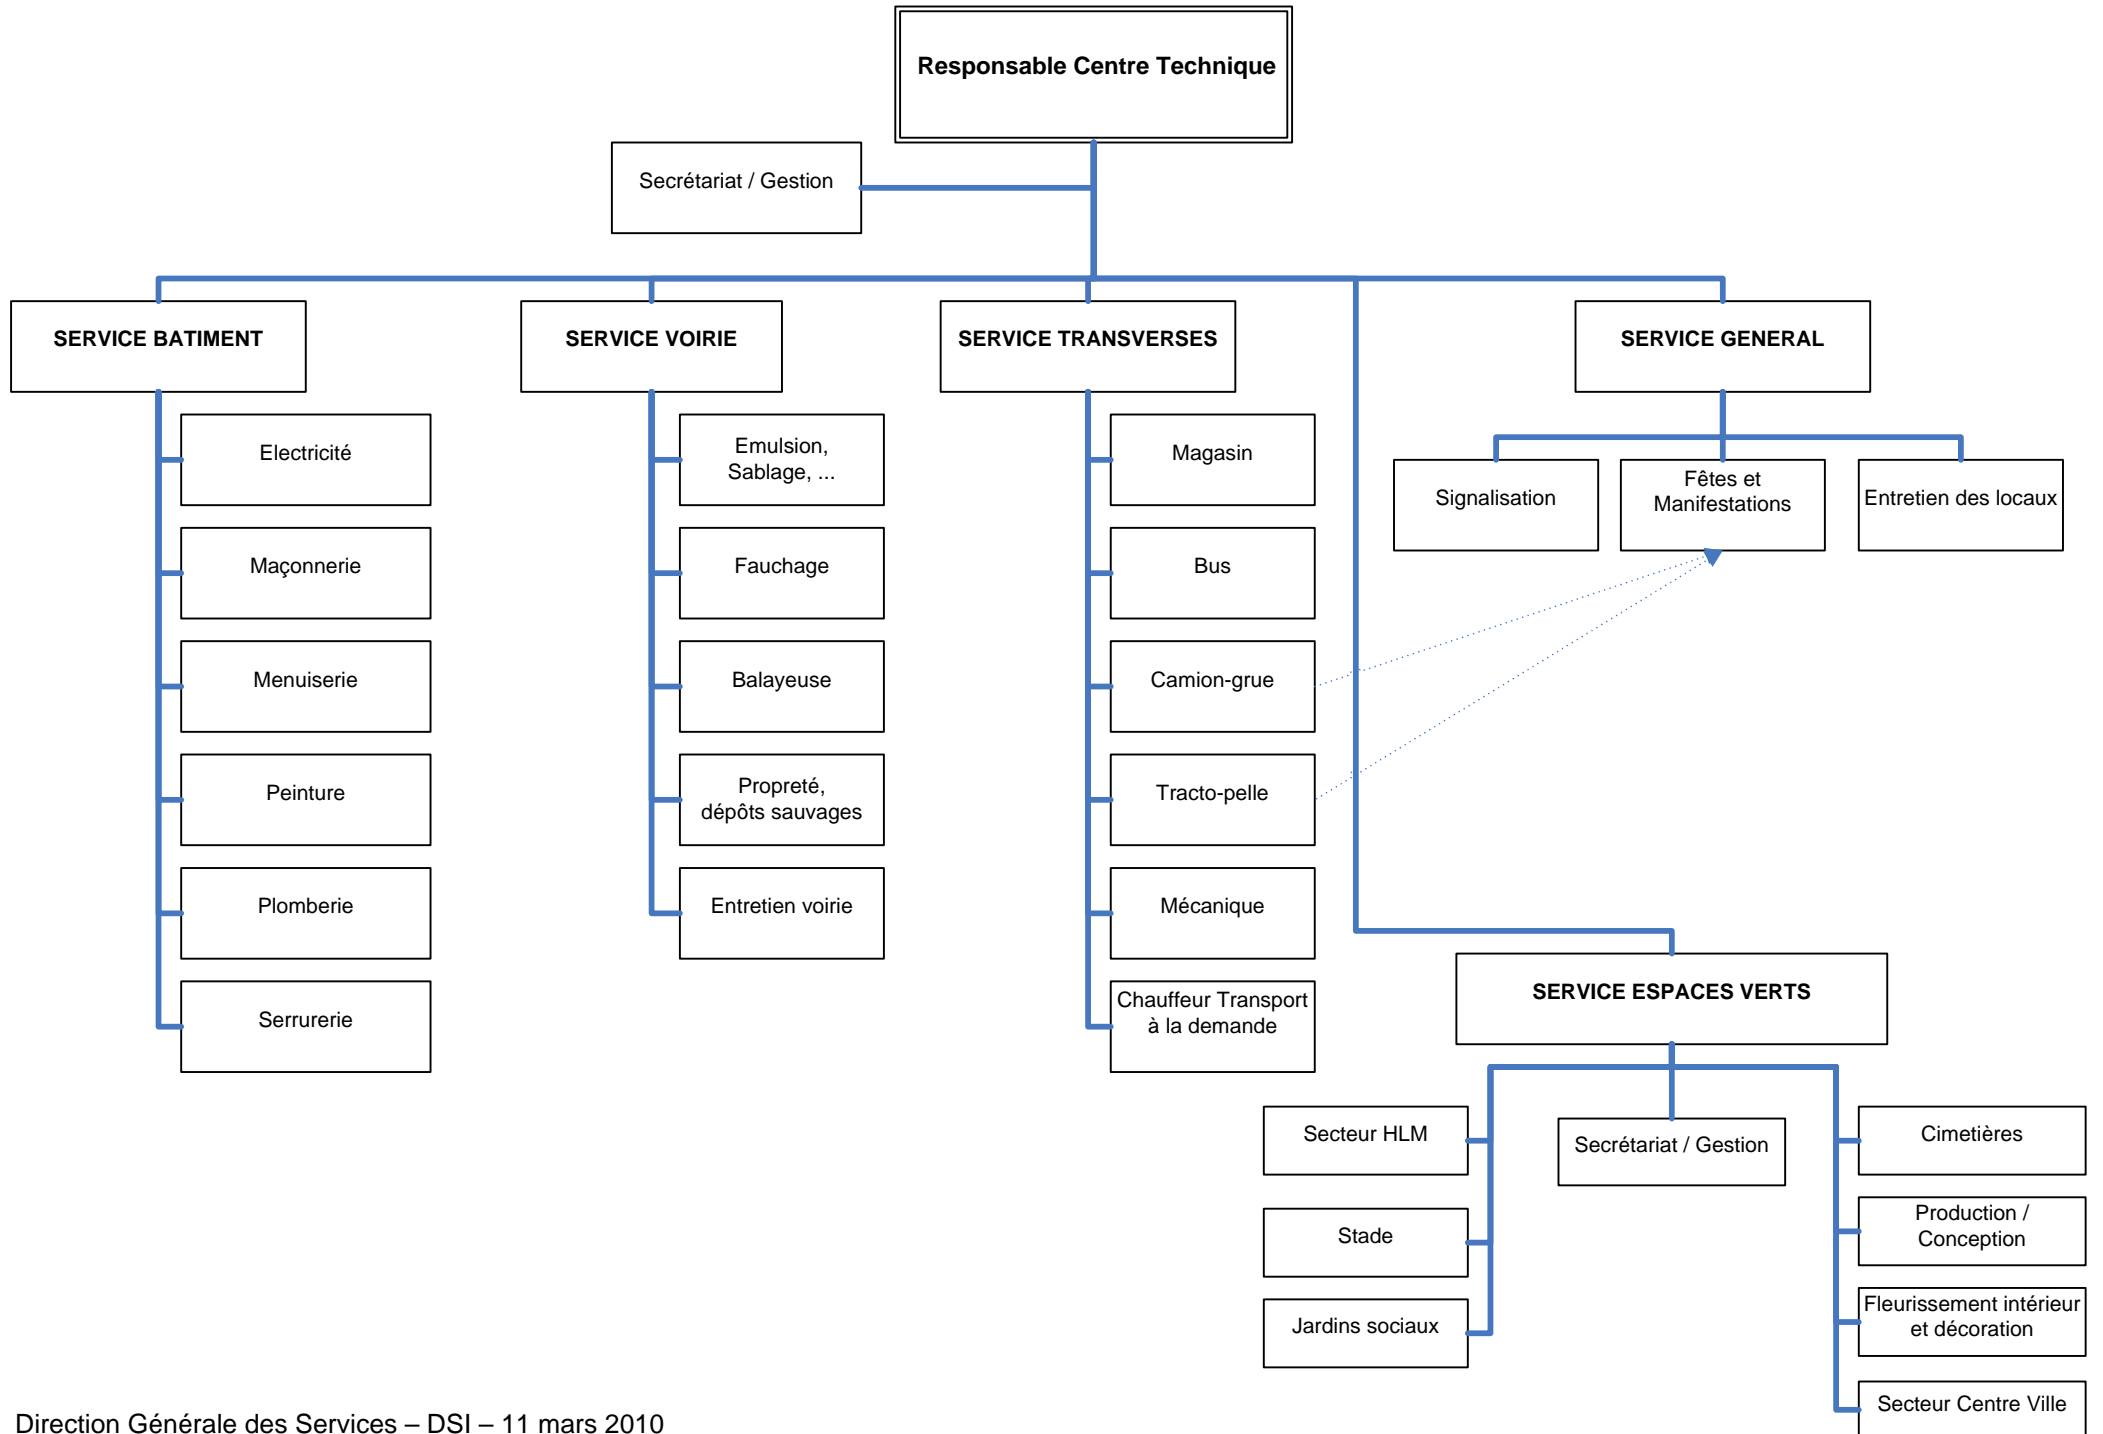 Responsable Centre Technique
Secrétariat / Gestion
SERVICE BATIMENT
Electricité
Maçonnerie
Menuiserie
Peinture
Plomberie
Serrurerie
SERVICE VOIRIE
Emulsion,
Sablage, ...
Fauchage
Balayeuse
Propreté,
dépôts sauvages
Entretien voirie
SERVICE TRANSVERSES
Magasin
Bus
Camion-grue
Tracto-pelle
Mécanique
Chauffeur Transport
à la demande
SERVICE GENERAL
Signalisation
Fêtes et
Manifestations
Entretien des locaux
SERVICE ESPACES VERTS
Secteur HLM
Stade
Jardins sociaux
Secrétariat / Gestion
Cimetières
Production /
Conception
Fleurissement intérieur
et décoration
Secteur Centre Ville
Direction Générale des Services – DSI – 11 mars 2010